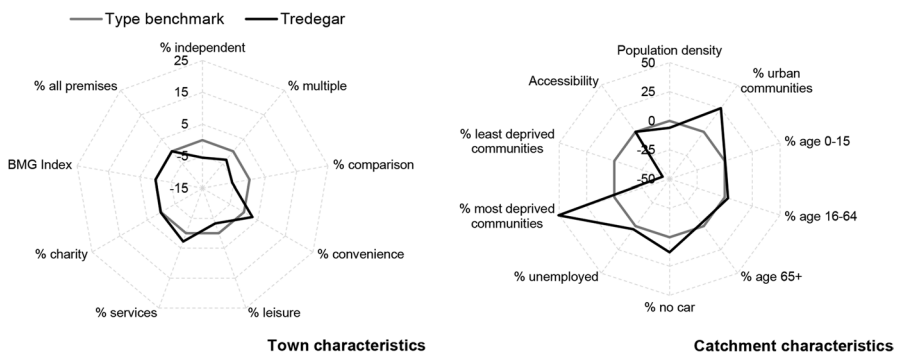 Type benchmark
Tredegar
% independent
% multiple
% comparison
% convenience
% leisure
% services
% charity
BMG Index
% all premises
25
15
5
-5
-15
Town characteristics
Population density
% urban
communities
% age 0-15
% age 16-64
% age 65+
% no car
% unemployed
% most deprived
communities
% least deprived
communities
Accessibility
50
25
0
-25
-50
Catchment characteristics